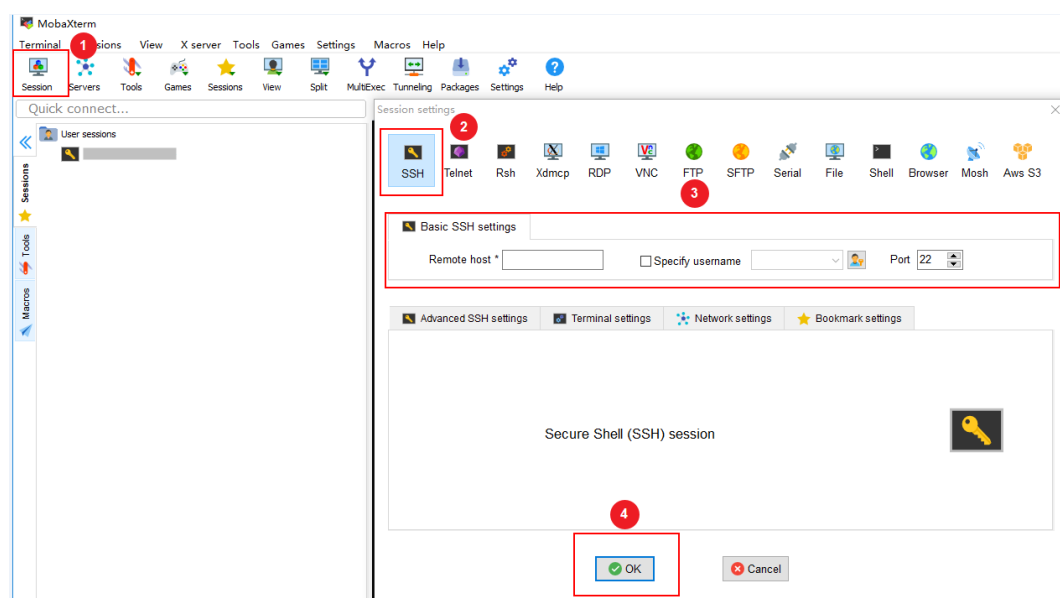 MobaXterm
Terminal sions View X server Tools Games Settings Macros Help
1
Session Servers Tools Games Sessions View Split MultiExec Tunneling Packages Settings Help
Quick connect...
Session settings
2
User sessions
SSH Telnet Rsh Xdmcp RDP VNC FTP SFTP Serial File Shell Browser Mosh Aws S3
3
Sessions
Tools
Macros
Basic SSH settings
Remote host * Specify username Port 22
Advanced SSH settings Terminal settings Network settings Bookmark settings
Secure Shell (SSH) session
4
OK Cancel